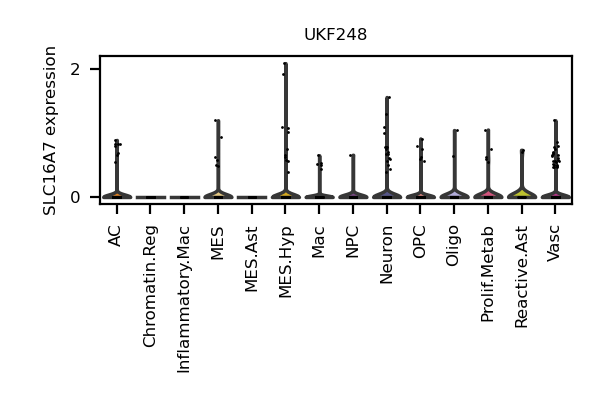 UKF248
SLC16A7 expression
2
0
AC
Chromatin.Reg
Inflammatory.Mac
MES
MES.Ast
MES.Hyp
Mac
NPC
Neuron
OPC
Oligo
Prolif.Metab
Reactive.Ast
Vasc